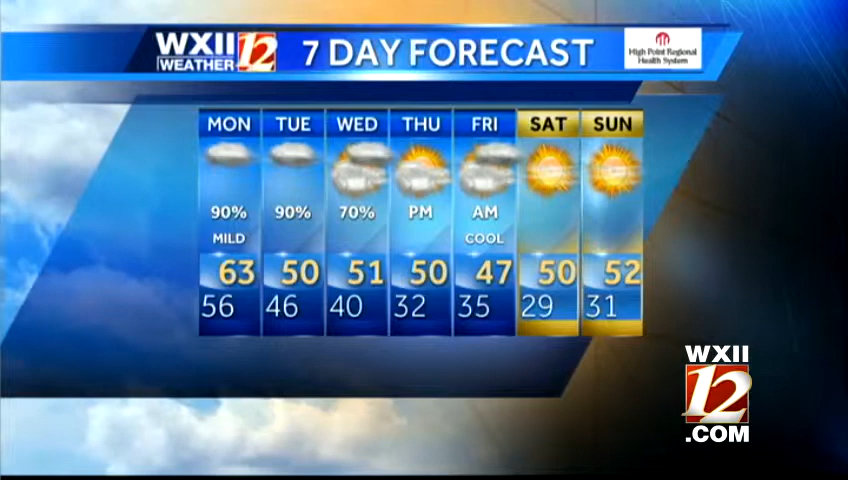 WXII 12
WEATHER
7 DAY FORECAST
High Point Regional
Health System
MON TUE WED THU FRI SAT SUN
90% 90% 70% PM AM
MILD COOL
63 50 51 50 47 50 52
56 46 40 32 35 29 31
WXII
12
.COM